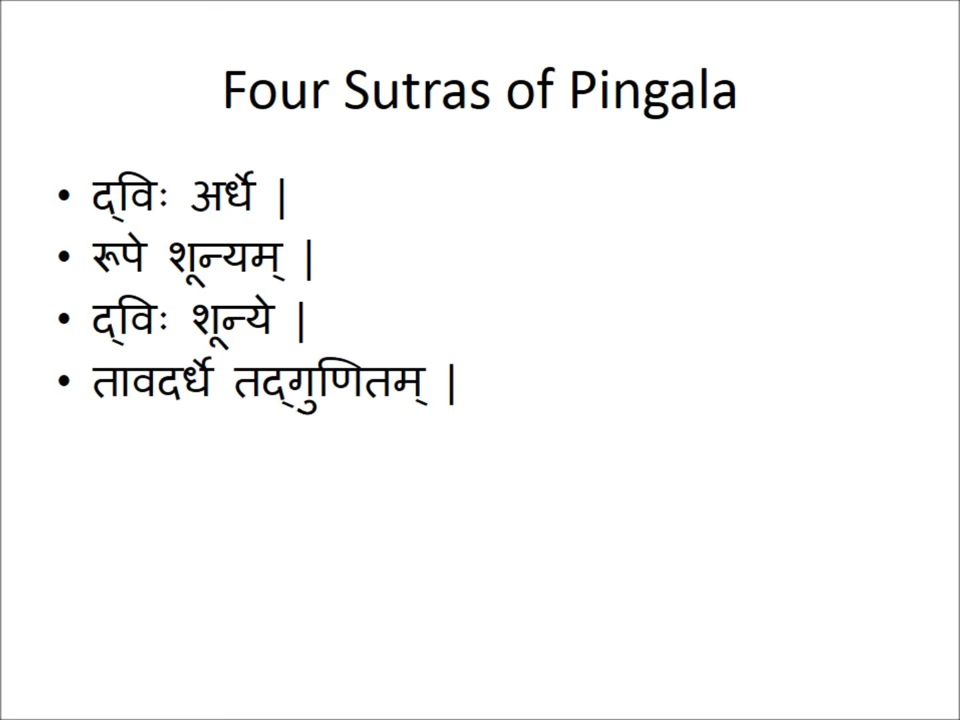 Four Sutras of Pingala
• द्‌विः अर्धै |
• रूपे शून्यम् |
• द्‌विः शून्ये |
• तावदर्धै तद्‌गुणितम् |